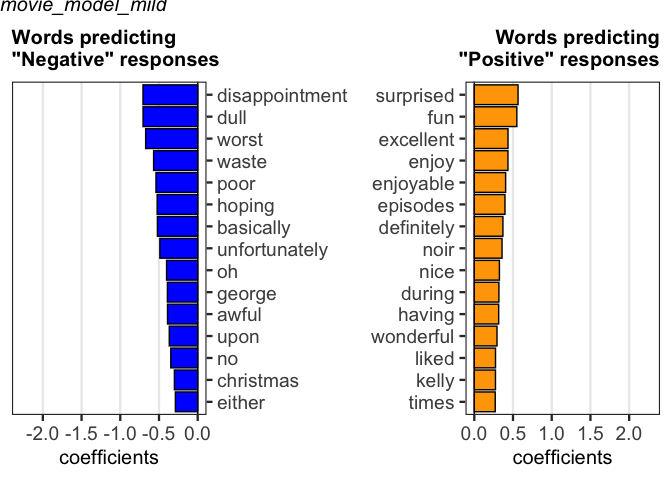 movie_model_mild
Words predicting
"Negative" responses
disappointment
dull
worst
waste
poor
hoping
basically
unfortunately
oh
george
awful
upon
no
christmas
either
-2.0 -1.5 -1.0 -0.5 0.0
coefficients
Words predicting
"Positive" responses
surprised
fun
excellent
enjoy
enjoyable
episodes
definitely
noir
nice
during
having
wonderful
liked
kelly
times
0.0 0.5 1.0 1.5 2.0
coefficients